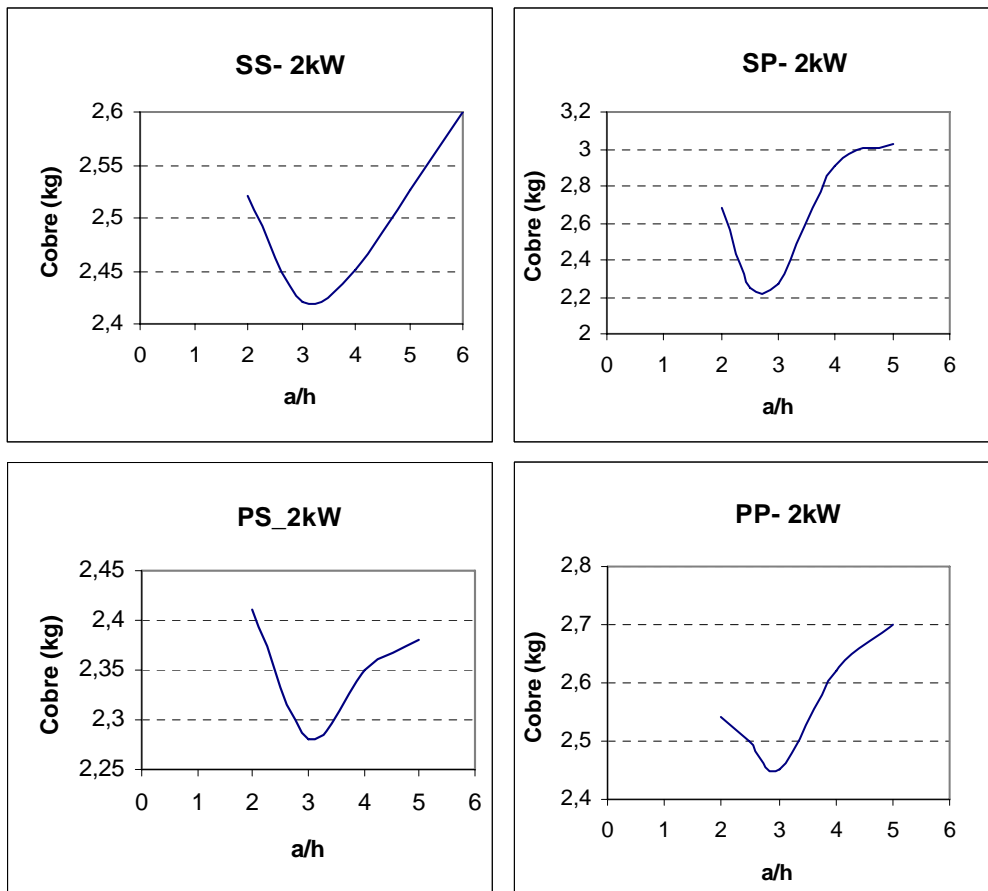 SS- 2kW
2,6
2,55
2,5
2,45
2,4
Cobre (kg)
0 1 2 3 4 5 6
a/h
SP- 2kW
3,2
3
2,8
2,6
2,4
2,2
2
Cobre (kg)
0 1 2 3 4 5 6
a/h
PS_2kW
2,45
2,4
2,35
2,3
2,25
Cobre (kg)
0 1 2 3 4 5 6
a/h
PP- 2kW
2,8
2,7
2,6
2,5
2,4
Cobre (kg)
0 1 2 3 4 5 6
a/h